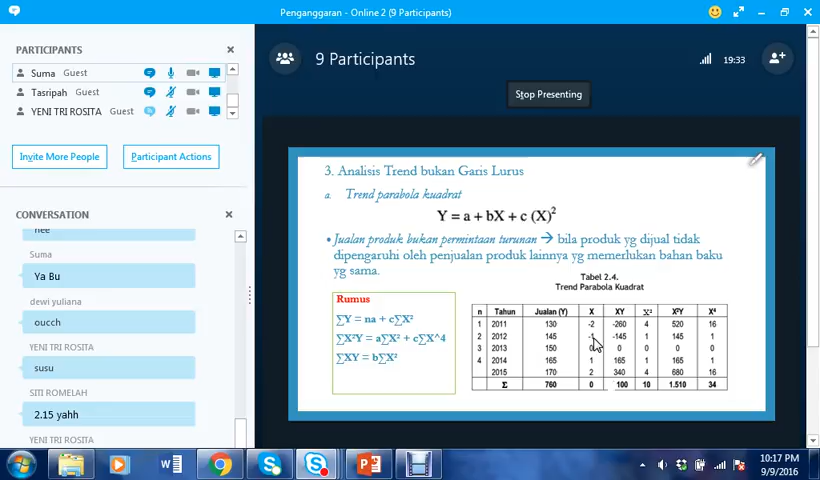 Penganggaran - Online 2 (9 Participants)
PARTICIPANTS
Suma Guest
Tasripah Guest
YENI TRI ROSITA Guest
Invite More People
Participant Actions
CONVERSATION
nee
Suma
Ya Bu
dewi yuliana
oucch
YENI TRI ROSITA
susu
SITI ROMELAH
2.15 yahh
YENI TRI ROSITA
9 Participants
19:33
Stop Presenting
3. Analisis Trend bukan Garis Lurus
a. Trend parabola kuadrat
Y = a + bX + c (X)²
• Jualan produk bukan permintaan turunan → bila produk yg dijual tidak
dipengaruhi oleh penjualan produk lainnya yg memerlukan bahan baku
yg sama.
Rumus
∑Y = na + c∑X²
∑X²Y = a∑X² + c∑X^4
∑XY = b∑X²
Tabel 2.4.
Trend Parabola Kuadrat
n Tahun Jualan (Y) X XY X² X²Y X⁴
1 2011 130 -2 -260 4 520 16
2 2012 145 -1 -145 1 145 1
3 2013 150 0 0 0 0 0
4 2014 165 1 165 1 165 1
2015 170 2 340 4 680 16
Σ 760 0 100 10 1.510 34
10:17 PM
9/9/2016